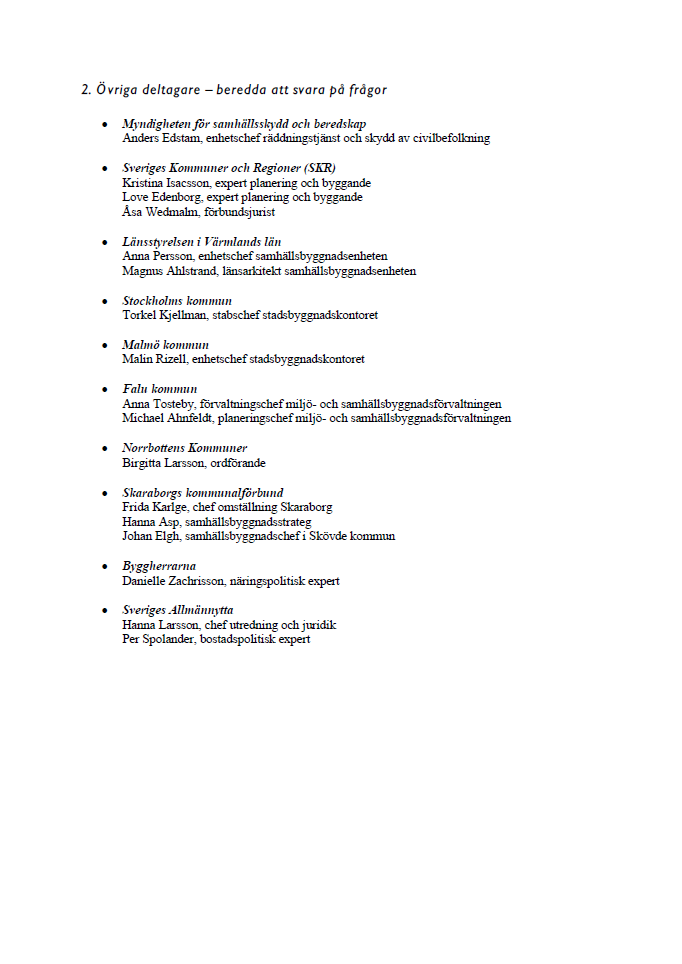 2. Övriga deltagare – beredda att svara på frågor
• Myndigheten för samhällsskydd och beredskap
Anders Edstam, enhetschef räddningstjänst och skydd av civilbefolkning
• Sveriges Kommuner och Regioner (SKR)
Kristina Isacsson, expert planering och byggande
Love Edenborg, expert planering och byggande
Åsa Wedmalm, förbundsjurist
• Länsstyrelsen i Värmlands län
Anna Persson, enhetschef samhällsbyggnadsenheten
Magnus Ahlstrand, länsarkitekt samhällsbyggnadsenheten
• Stockholms kommun
Torkel Kjellman, stabschef stadsbyggnadskontoret
• Malmö kommun
Malin Rizell, enhetschef stadsbyggnadskontoret
• Falu kommun
Anna Tosteby, förvaltningschef miljö- och samhällsbyggnadsförvaltningen
Michael Ahnfeldt, planeringschef miljö- och samhällsbyggnadsförvaltningen
• Norrbottens Kommuner
Birgitta Larsson, ordförande
• Skaraborgs kommunalförbund
Frida Karlge, chef omställning Skaraborg
Hanna Asp, samhällsbyggnadsstrateg
Johan Elgh, samhällsbyggnadschef i Skövde kommun
• Byggherrarna
Danielle Zachrisson, näringspolitisk expert
• Sveriges Allmännytta
Hanna Larsson, chef utredning och juridik
Per Spolander, bostadspolitisk expert